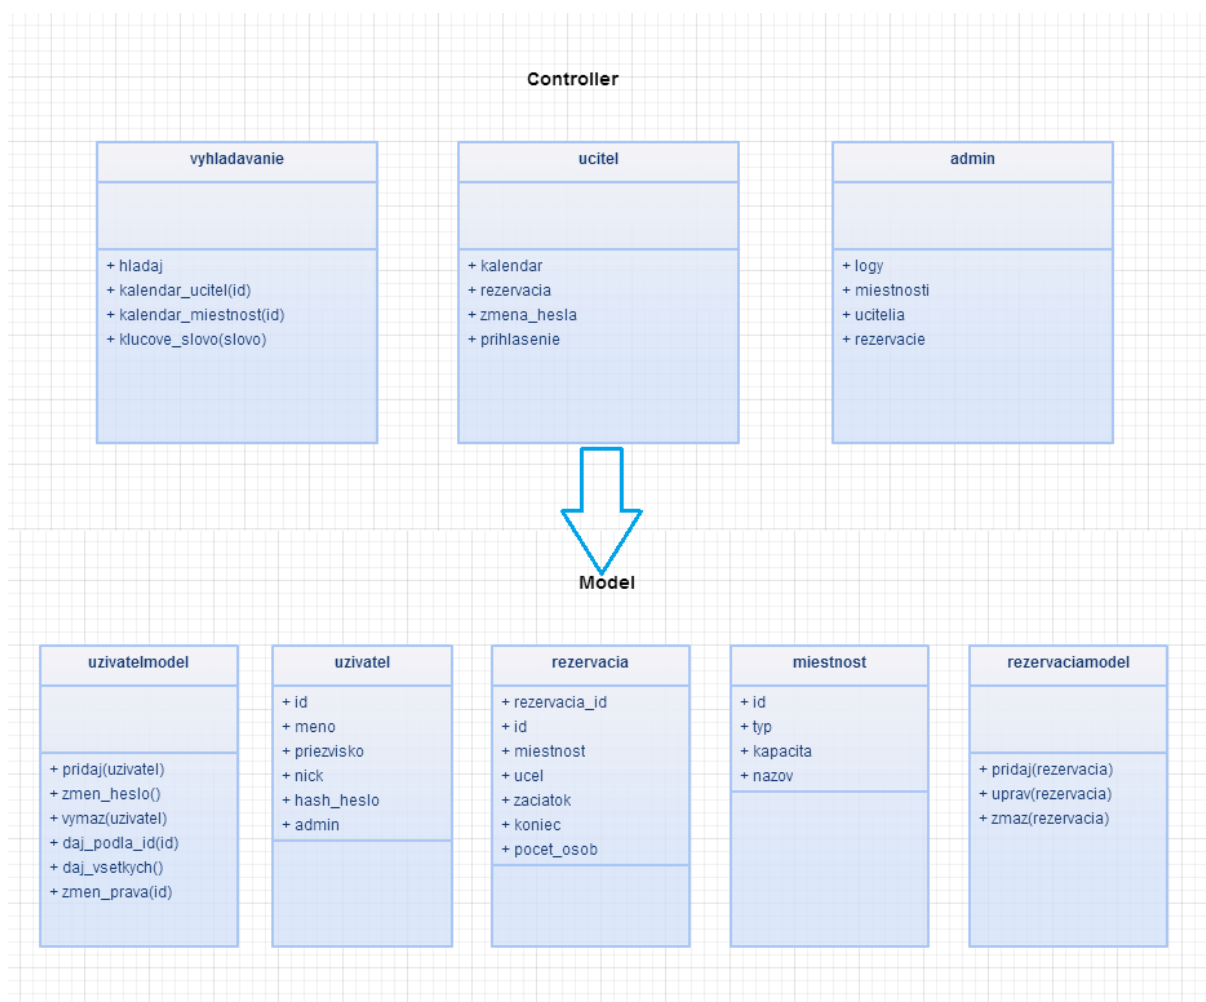 Controller
vyhladavanie
+ hladaj
+ kalendar_ucitel(id)
+ kalendar_miestnost(id)
+ klucove_slovo(slovo)
ucitel
+ kalendar
+ rezervacia
+ zmena_hesla
+ prihlasenie
admin
+ logy
+ miestnosti
+ ucitelia
+ rezervacie
Model
uzivatelmodel
+ pridaj(uzivatel)
+ zmen_heslo()
+ vymaz(uzivatel)
+ daj_podla_id(id)
+ daj_vsetkych()
+ zmen_prava(id)
uzivatel
+ id
+ meno
+ priezvisko
+ nick
+ hash_heslo
+ admin
rezervacia
+ rezervacia_id
+ id
+ miestnost
+ ucel
+ zaciatok
+ koniec
+ pocet_osob
miestnost
+ id
+ typ
+ kapacita
+ nazov
rezervaciamodel
+ pridaj(rezervacia)
+ uprav(rezervacia)
+ zmaz(rezervacia)